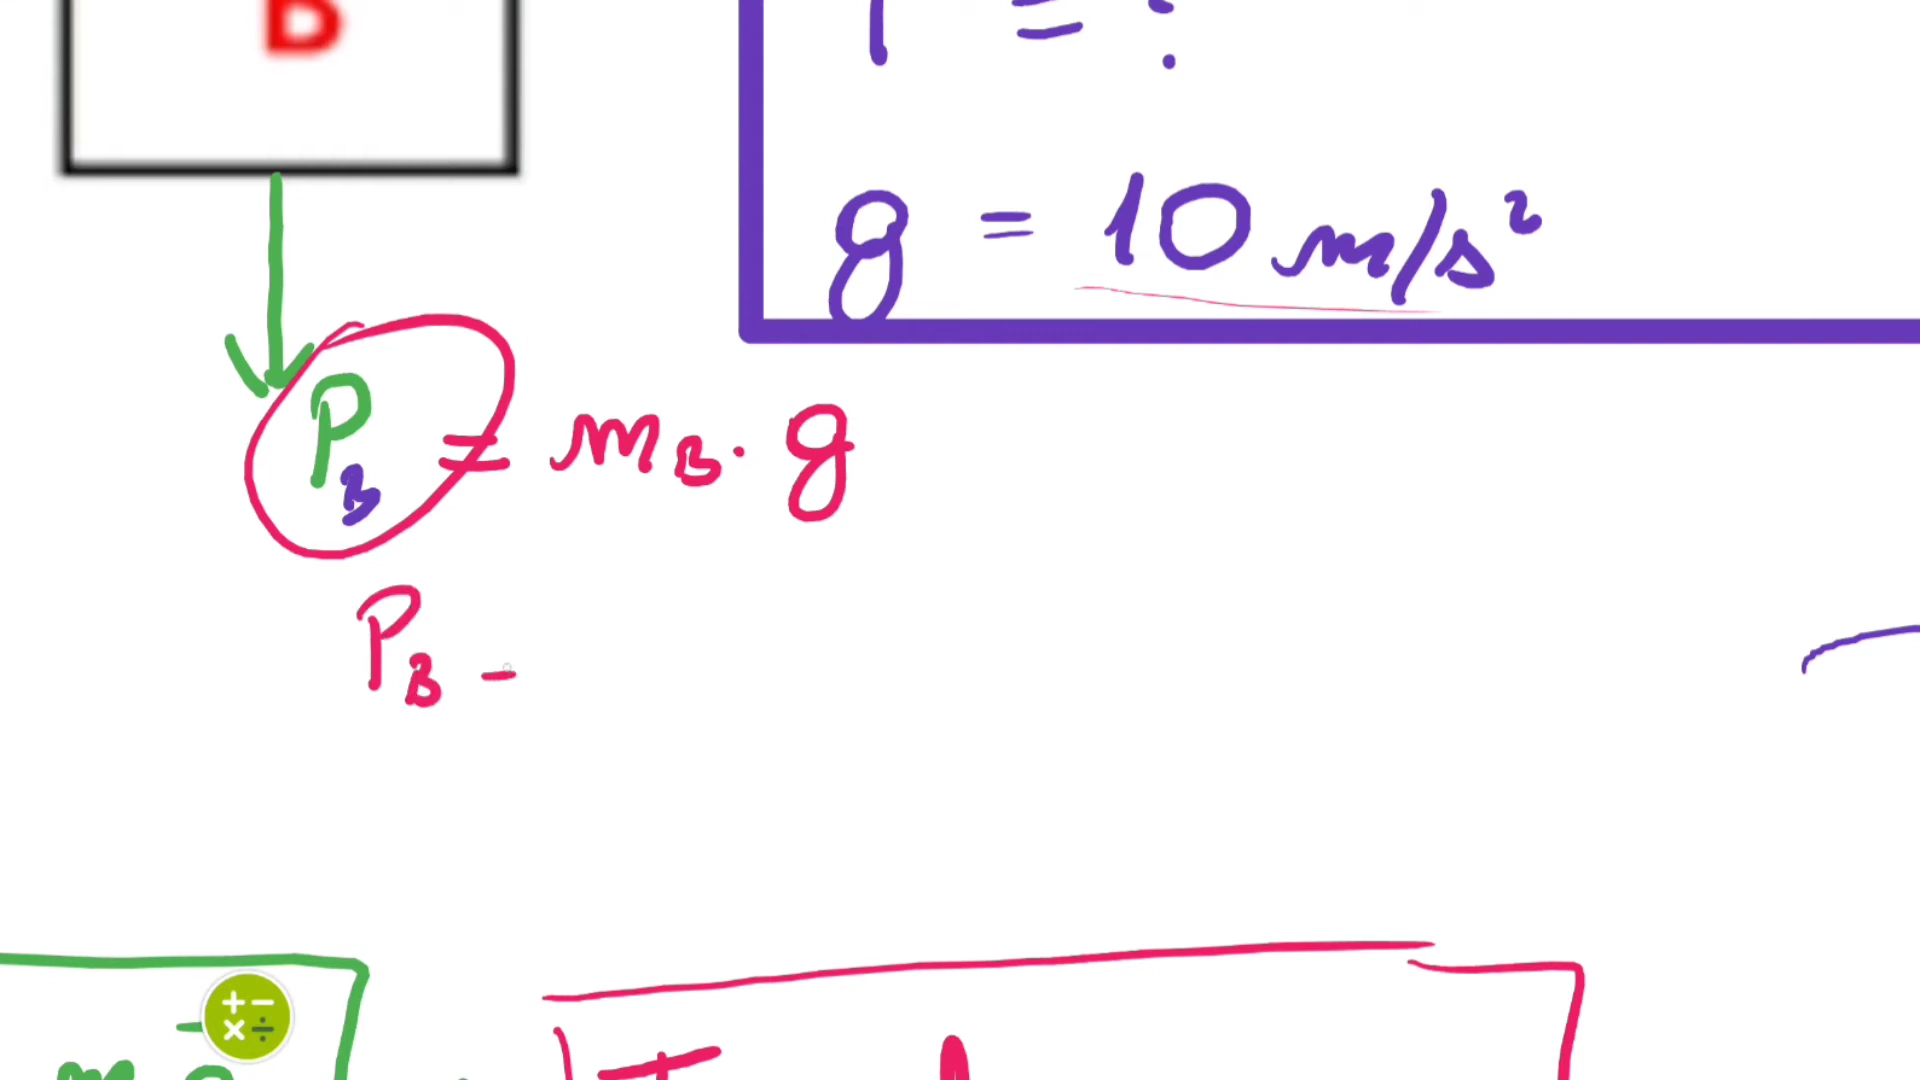 B
= ?
g = 10 m/s²
P_B = m_B . g
P_B -